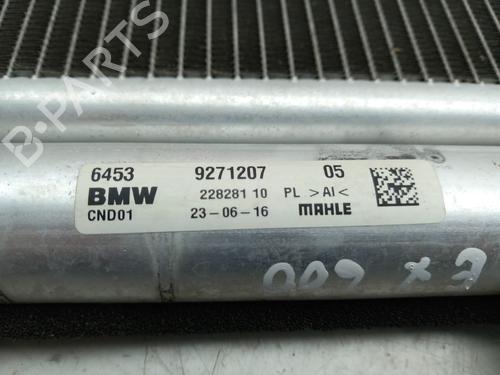 B-PARTS
6453 9271207 05
BMW 228281 10 PL >Al<
CND01 23-06-16 MAHLE